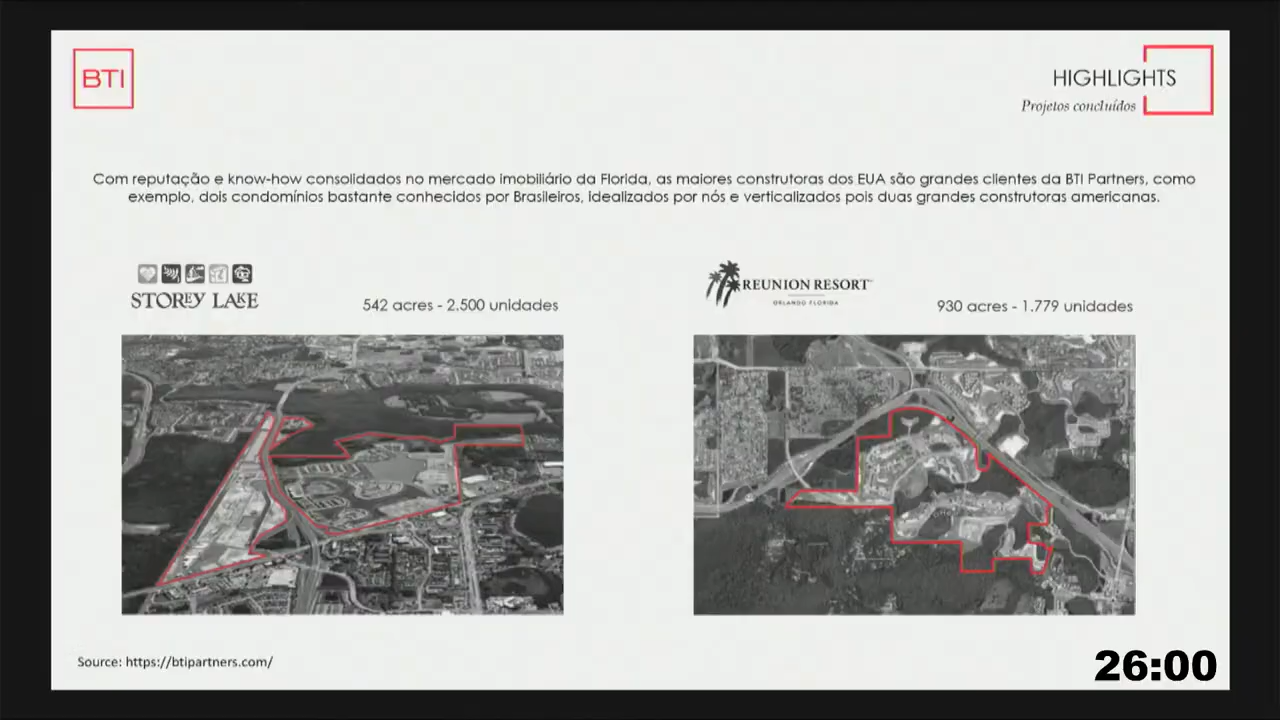 BTI
HIGHLIGHTS
Projetos concluídos
Com reputação e know-how consolidados no mercado imobiliário da Florida, as maiores construtoras dos EUA são grandes clientes da BTI Partners, como
exemplo, dois condomínios bastante conhecidos por Brasileiros, idealizados por nós e verticalizados pois duas grandes construtoras americanas.
STOREY LAKE
542 acres - 2.500 unidades
REUNION RESORT
ORLANDO FLORIDA
930 acres - 1.779 unidades
Source: https://btipartners.com/
26:00